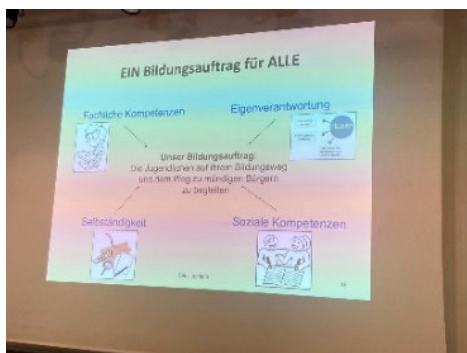 EIN Bildungsauftrag für ALLE
Fachliche Kompetenzen
Eigenverantwortung
Unser Bildungsauftrag:
Die Jugendlichen auf ihrem Bildungsweg
und dem Weg zu mündigen Bürgern
zu begleiten
Selbständigkeit
Soziale Kompetenzen